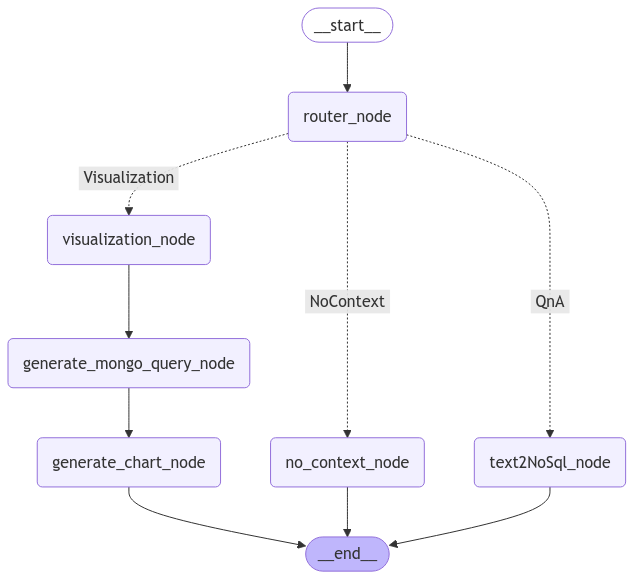 __start__
router_node
Visualization
visualization_node
NoContext
QnA
generate_mongo_query_node
generate_chart_node
no_context_node
text2NoSql_node
__end__